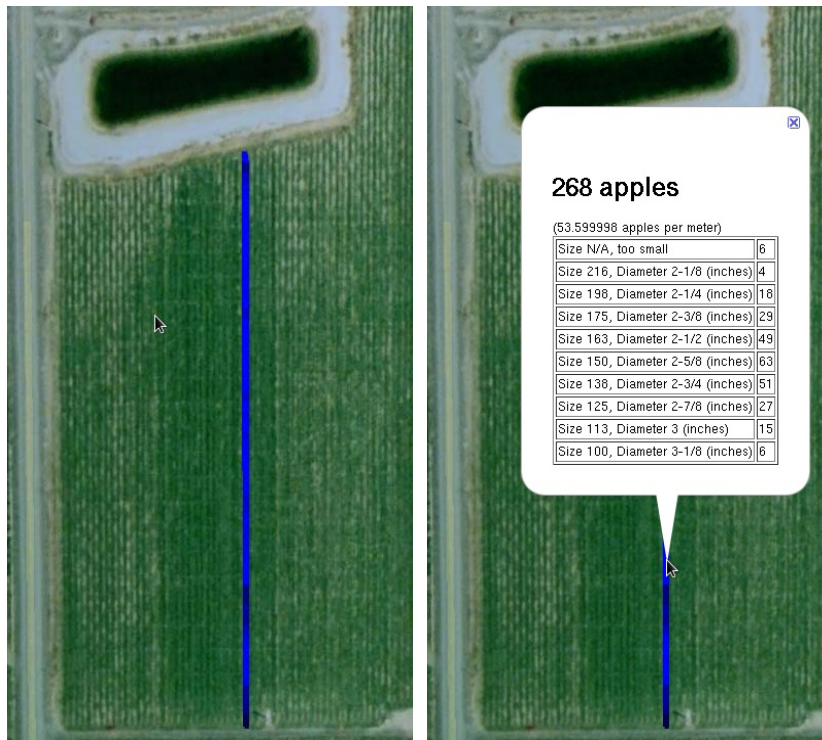 268 apples
(53.599998 apples per meter)
Size N/A, too small 6
Size 216, Diameter 2-1/8 (inches) 4
Size 198, Diameter 2-1/4 (inches) 18
Size 175, Diameter 2-3/8 (inches) 29
Size 163, Diameter 2-1/2 (inches) 49
Size 150, Diameter 2-5/8 (inches) 63
Size 138, Diameter 2-3/4 (inches) 51
Size 125, Diameter 2-7/8 (inches) 27
Size 113, Diameter 3 (inches) 15
Size 100, Diameter 3-1/8 (inches) 6